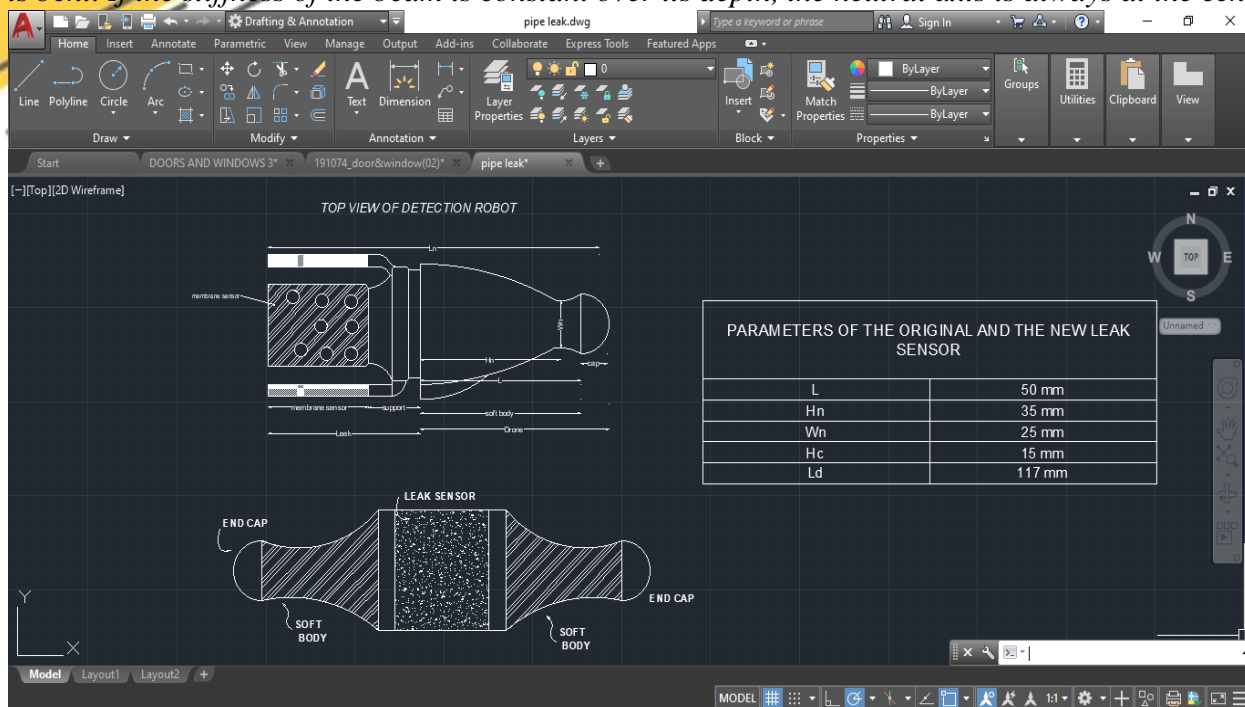 is bent. If the stiffness of the beam is constant over its depth, the neutral axis is always at the cen
Drafting & Annotation
pipe leak.dwg
Type a keyword or phrase
Sign In
Home Insert Annotate Parametric View Manage Output Add-ins Collaborate Express Tools Featured Apps
0
ByLayer
ByLayer
ByLayer
Line Polyline Circle Arc
Text Dimension
Layer Properties
Insert
Match Properties
Groups Utilities Clipboard View
Draw Modify Annotation Layers Block Properties
Start DOORS AND WINDOWS 3* 191074_door&window(02)* pipe leak*
[−][Top][2D Wireframe]
TOP VIEW OF DETECTION ROBOT
Ln
membrane sensor
Wn
Hn
cap
L
membrane sensor support soft body
Leak Drone
N
W TOP E
S
Unnamed
PARAMETERS OF THE ORIGINAL AND THE NEW LEAK
SENSOR
L 50 mm
Hn 35 mm
Wn 25 mm
Hc 15 mm
Ld 117 mm
LEAK SENSOR
END CAP
END CAP
SOFT
BODY
SOFT
BODY
Y
X
Model Layout1 Layout2 +
MODEL 1:1